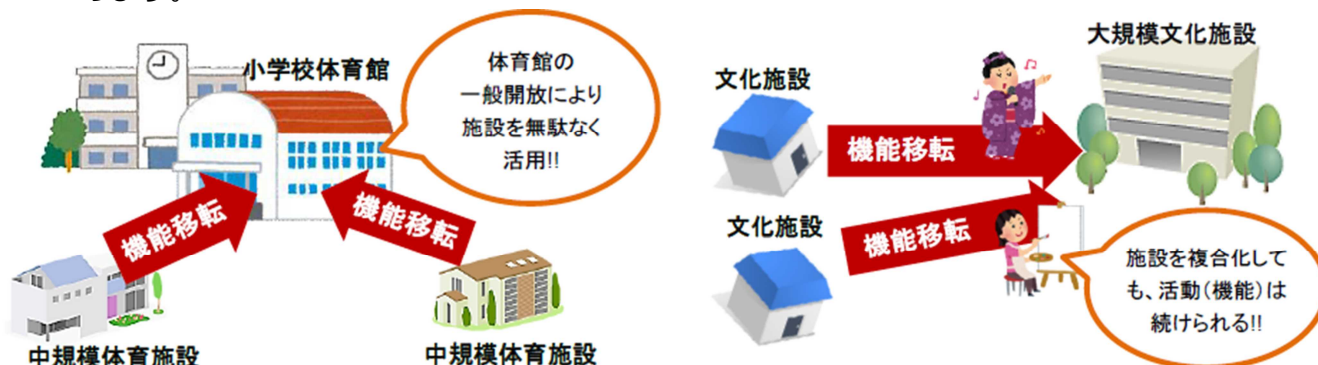 小学校体育館
体育館の
一般開放により
施設を無駄なく
活用!!
機能移転
機能移転
中規模体育施設
中規模体育施設
大規模文化施設
文化施設
機能移転
文化施設
機能移転
施設を複合化して
も、活動(機能)は
続けられる!!